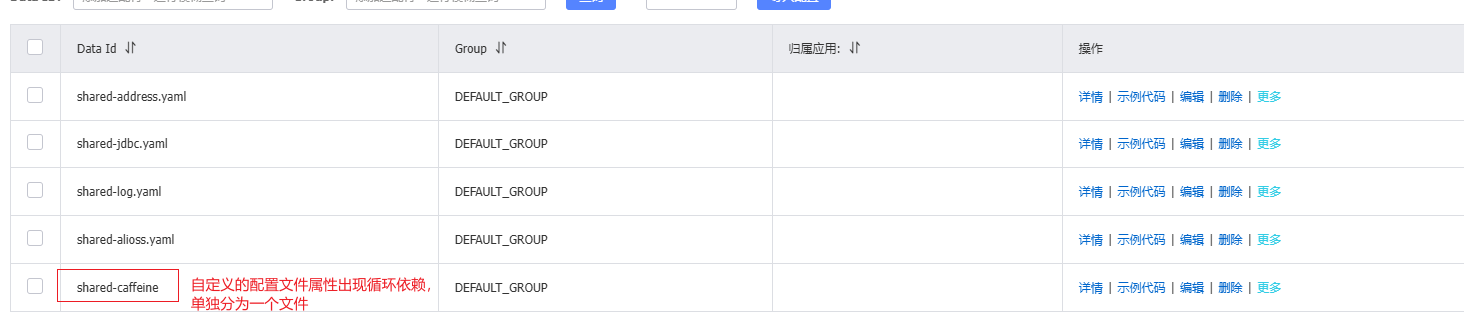 Data Id
Group
归属应用:
操作
shared-address.yaml
DEFAULT_GROUP
详情 | 示例代码 | 编辑 | 删除 | 更多
shared-jdbc.yaml
DEFAULT_GROUP
详情 | 示例代码 | 编辑 | 删除 | 更多
shared-log.yaml
DEFAULT_GROUP
详情 | 示例代码 | 编辑 | 删除 | 更多
shared-alioss.yaml
DEFAULT_GROUP
详情 | 示例代码 | 编辑 | 删除 | 更多
shared-caffeine
自定义的配置文件属性出现循环依赖，
单独分为一个文件
DEFAULT_GROUP
详情 | 示例代码 | 编辑 | 删除 | 更多